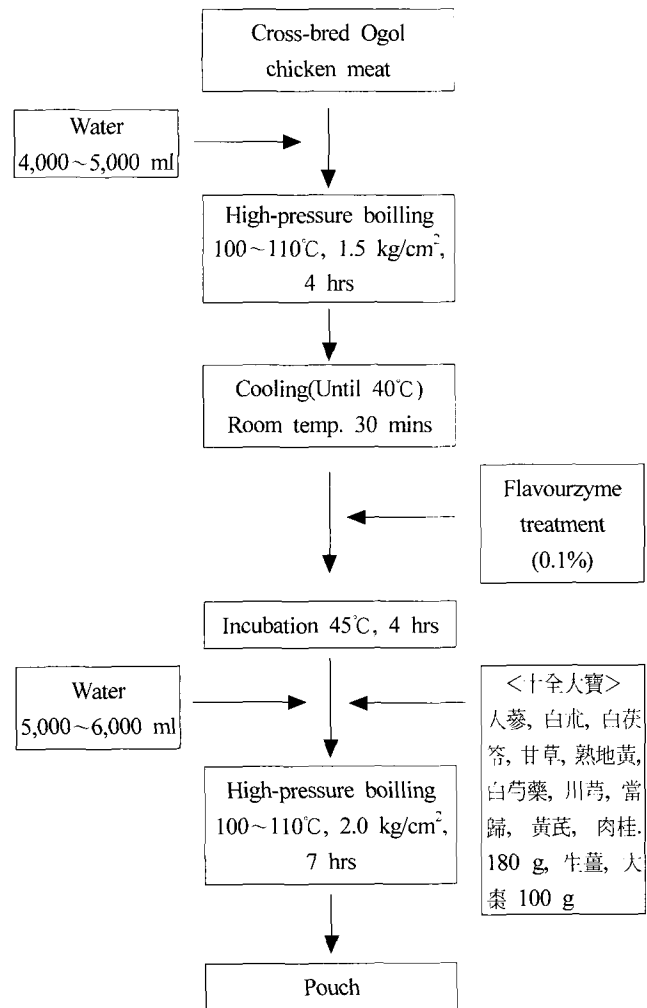 Cross-bred Ogol
chicken meat
Water
4,000~5,000 ml
High-pressure boilling
100~110℃, 1.5 kg/cm²,
4 hrs
Cooling(Until 40℃)
Room temp. 30 mins
Flavourzyme
treatment
(0.1%)
Incubation 45℃, 4 hrs
Water
5,000~6,000 ml
<十全大寶>
人蔘, 白朮, 白茯
苓, 甘草, 熟地黃,
白芍藥, 川芎, 當
歸, 黃芪, 肉桂.
180 g, 生薑, 大
棗 100 g
High-pressure boilling
100~110℃, 2.0 kg/cm²,
7 hrs
Pouch